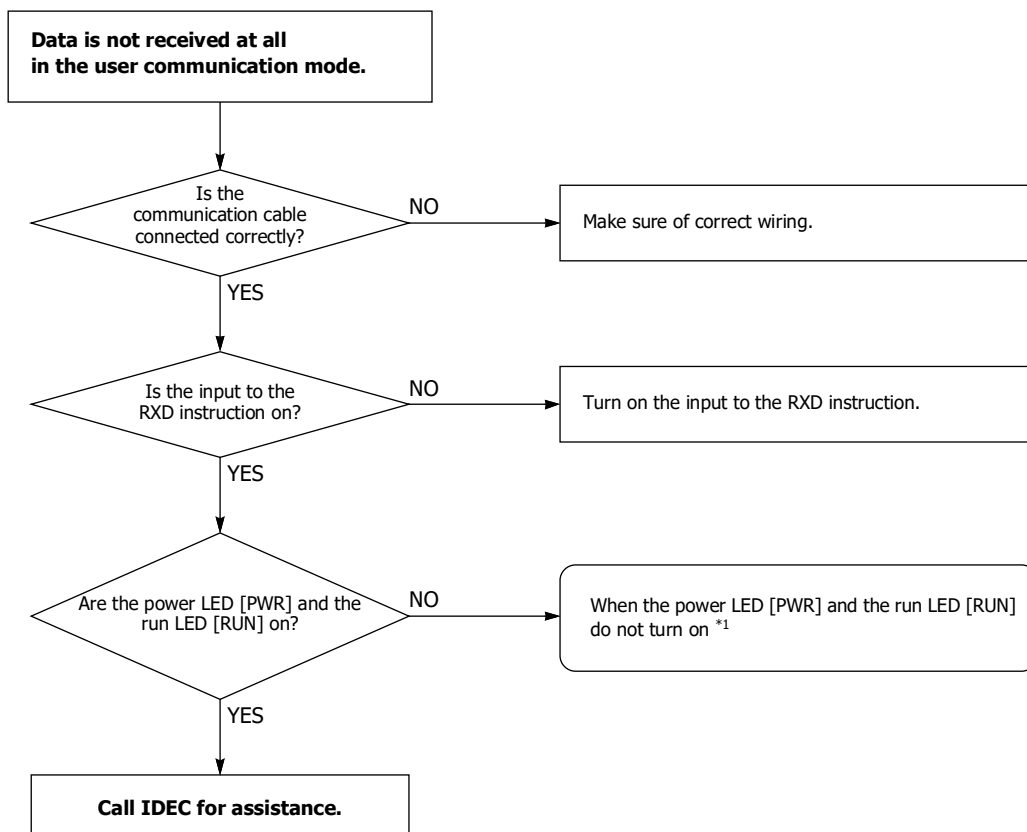 Data is not received at all
in the user communication mode.
Is the
communication cable
connected correctly?
NO
Make sure of correct wiring.
YES
Is the input to the
RXD instruction on?
NO
Turn on the input to the RXD instruction.
YES
Are the power LED [PWR] and the
run LED [RUN] on?
NO
When the power LED [PWR] and the run LED [RUN]
do not turn on *1
YES
Call IDEC for assistance.